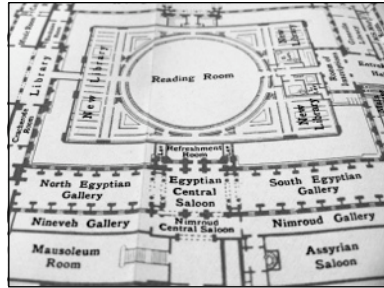 Library
New Library
Reading Room
New
Library
New
Library
Refreshment
Room
North Egyptian
Gallery
Egyptian
Central
Saloon
South Egyptian
Gallery
Nineveh Gallery
Nimroud
Central Saloon
Nimroud Gallery
Mausoleum
Room
Assyrian
Saloon